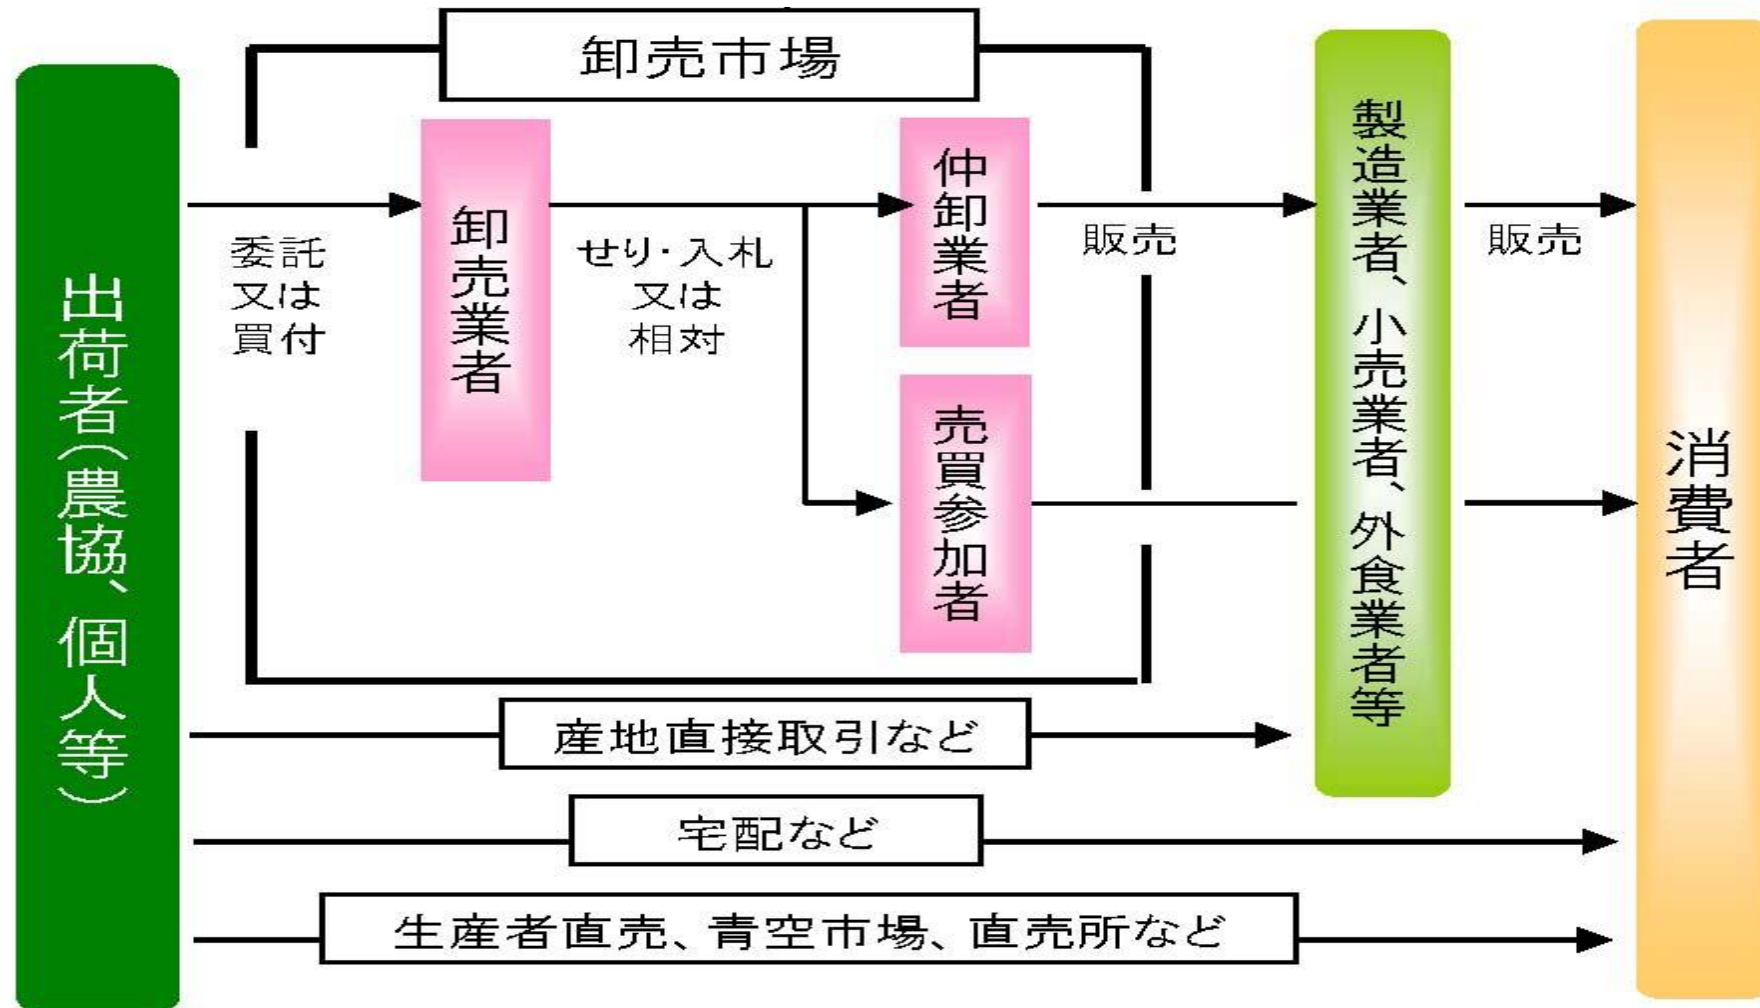 卸売市場
出荷者(農協、個人等)
委託
又は
買付
卸売業者
せり・入札
又は
相対
仲卸業者
売買参加者
販売
製造業者、小売業者、外食業者等
販売
消費者
産地直接取引など
宅配など
生産者直売、青空市場、直売所など